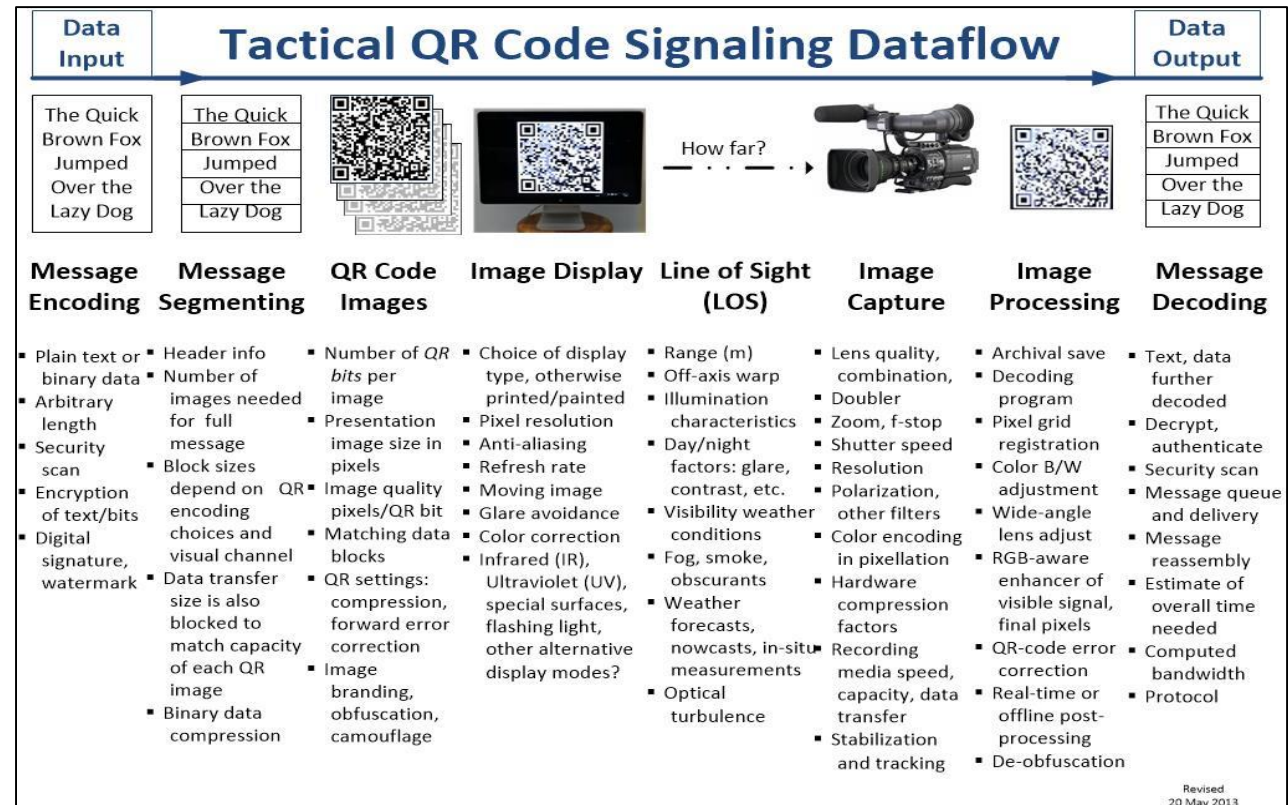 Data
Input
Tactical QR Code Signaling Dataflow
Data
Output
The Quick
Brown Fox
Jumped
Over the
Lazy Dog
The Quick
Brown Fox
Jumped
Over the
Lazy Dog
How far?
The Quick
Brown Fox
Jumped
Over the
Lazy Dog
Message
Encoding
▪ Plain text or
binary data
▪ Arbitrary
length
▪ Security
scan
▪ Encryption
of text/bits
▪ Digital
signature,
watermark
Message
Segmenting
▪ Header info
▪ Number of
images needed
for full
message
▪ Block sizes
depend on QR
encoding
choices and
visual channel
▪ Data transfer
size is also
blocked to
match capacity
of each QR
image
▪ Binary data
compression
QR Code
Images
▪ Number of QR
bits per
image
▪ Presentation
image size in
pixels
▪ Image quality
pixels/QR bit
▪ Matching data
blocks
▪ QR settings:
compression,
forward error
correction
▪ Image
branding,
obfuscation,
camouflage
Image Display
▪ Choice of display
type, otherwise
printed/painted
▪ Pixel resolution
▪ Anti-aliasing
▪ Refresh rate
▪ Moving image
▪ Glare avoidance
▪ Color correction
▪ Infrared (IR),
Ultraviolet (UV),
special surfaces,
flashing light,
other alternative
display modes?
Line of Sight
(LOS)
▪ Range (m)
▪ Off-axis warp
▪ Illumination
characteristics
▪ Day/night
factors: glare,
contrast, etc.
▪ Visibility weather
conditions
▪ Fog, smoke,
obscurants
▪ Weather
forecasts,
nowcasts, in-situ
measurements
▪ Optical
turbulence
Image
Capture
▪ Lens quality,
combination,
▪ Doubler
▪ Zoom, f-stop
▪ Shutter speed
▪ Resolution
▪ Polarization,
other filters
▪ Color encoding
in pixellation
▪ Hardware
compression
factors
▪ Recording
media speed,
capacity, data
transfer
▪ Stabilization
and tracking
Image
Processing
▪ Archival save
▪ Decoding
program
▪ Pixel grid
registration
▪ Color B/W
adjustment
▪ Wide-angle
lens adjust
▪ RGB-aware
enhancer of
visible signal,
final pixels
▪ QR-code error
correction
▪ Real-time or
offline post-
processing
▪ De-obfuscation
Message
Decoding
▪ Text, data
further
decoded
▪ Decrypt,
authenticate
▪ Security scan
▪ Message queue
and delivery
▪ Message
reassembly
▪ Estimate of
overall time
needed
▪ Computed
bandwidth
▪ Protocol
Revised
20 May 2013